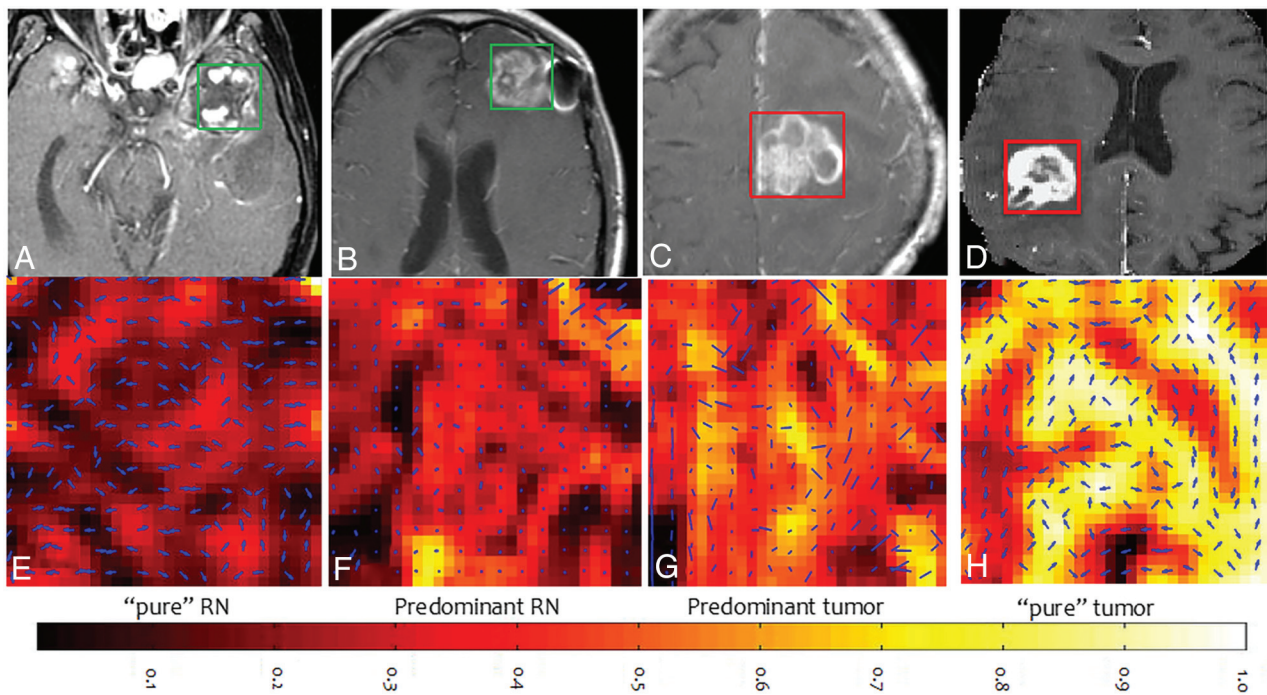 A B C D
E F G H
“pure” RN Predominant RN Predominant tumor “pure” tumor
0.1 0.2 0.3 0.4 0.5 0.6 0.7 0.8 0.9 1.0